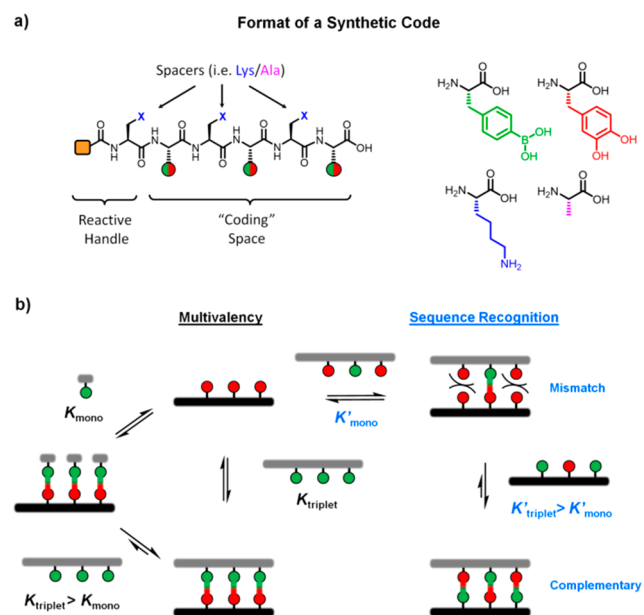 a)
Format of a Synthetic Code
Spacers (i.e. Lys/Ala)
X
X
X
O
H
N
O
H
N
O
H
N
O
N
H
O
N
H
O
N
H
O
OH
Reactive
Handle
"Coding"
Space
H2N
O
OH
B
OH
OH
H2N
O
OH
OH
OH
H2N
O
OH
NH2
H2N
O
OH
b)
Multivalency
Sequence Recognition
Kmono
K'mono
Mismatch
Ktriplet
K'triplet> K'mono
Ktriplet> Kmono
Complementary